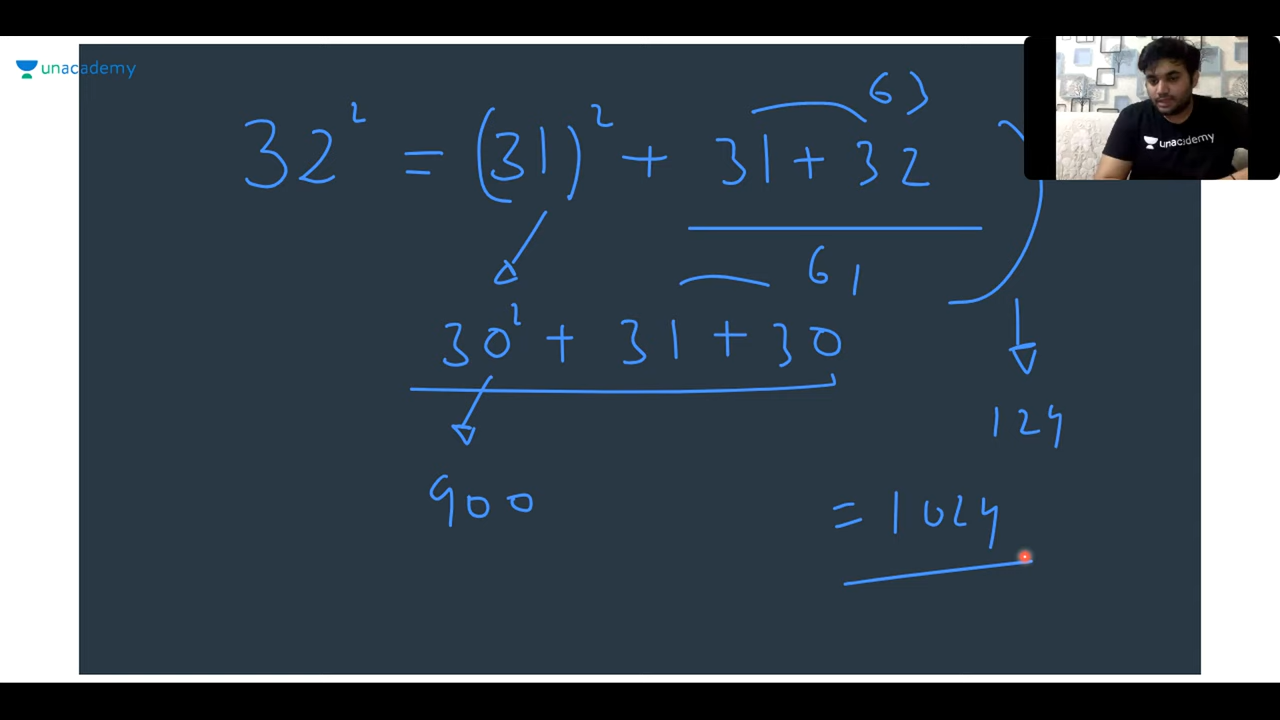 unacademy
unacademy
63
32² = (31)² + 31 + 32
61
30² + 31 + 30
124
900
= 1024